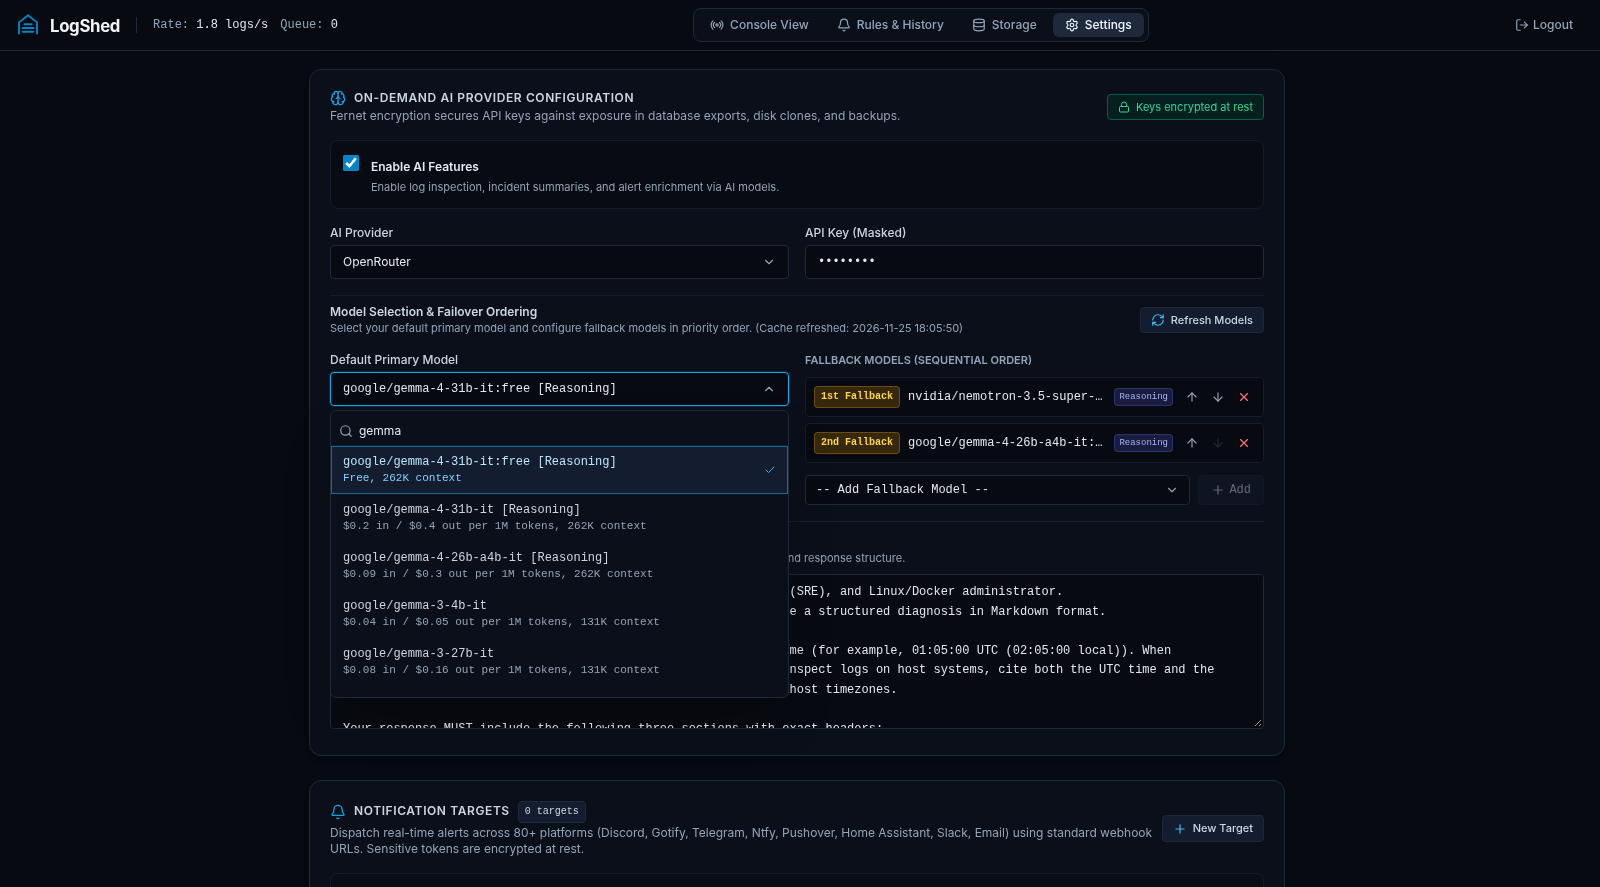 LogShed
Rate: 1.8 logs/s Queue: 0
Console View
Rules & History
Storage
Settings
Logout
ON-DEMAND AI PROVIDER CONFIGURATION
Fernet encryption secures API keys against exposure in database exports, disk clones, and backups.
Keys encrypted at rest
Enable AI Features
Enable log inspection, incident summaries, and alert enrichment via AI models.
AI Provider
OpenRouter
API Key (Masked)
••••••••
Model Selection & Failover Ordering
Select your default primary model and configure fallback models in priority order. (Cache refreshed: 2026-11-25 18:05:50)
Refresh Models
Default Primary Model
google/gemma-4-31b-it:free [Reasoning]
gemma
google/gemma-4-31b-it:free [Reasoning]
Free, 262K context
google/gemma-4-31b-it [Reasoning]
$0.2 in / $0.4 out per 1M tokens, 262K context
google/gemma-4-26b-a4b-it [Reasoning]
$0.09 in / $0.3 out per 1M tokens, 262K context
google/gemma-3-4b-it
$0.04 in / $0.05 out per 1M tokens, 131K context
google/gemma-3-27b-it
$0.08 in / $0.16 out per 1M tokens, 131K context
FALLBACK MODELS (SEQUENTIAL ORDER)
1st Fallback nvidia/nemotron-3.5-super-… Reasoning
2nd Fallback google/gemma-4-26b-a4b-it:… Reasoning
-- Add Fallback Model --
Add
nd response structure.
(SRE), and Linux/Docker administrator.
e a structured diagnosis in Markdown format.
me (for example, 01:05:00 UTC (02:05:00 local)). When
nspect logs on host systems, cite both the UTC time and the
host timezones.
Your response MUST include the following three sections with exact headers:
NOTIFICATION TARGETS
0 targets
Dispatch real-time alerts across 80+ platforms (Discord, Gotify, Telegram, Ntfy, Pushover, Home Assistant, Slack, Email) using standard webhook
URLs. Sensitive tokens are encrypted at rest.
New Target